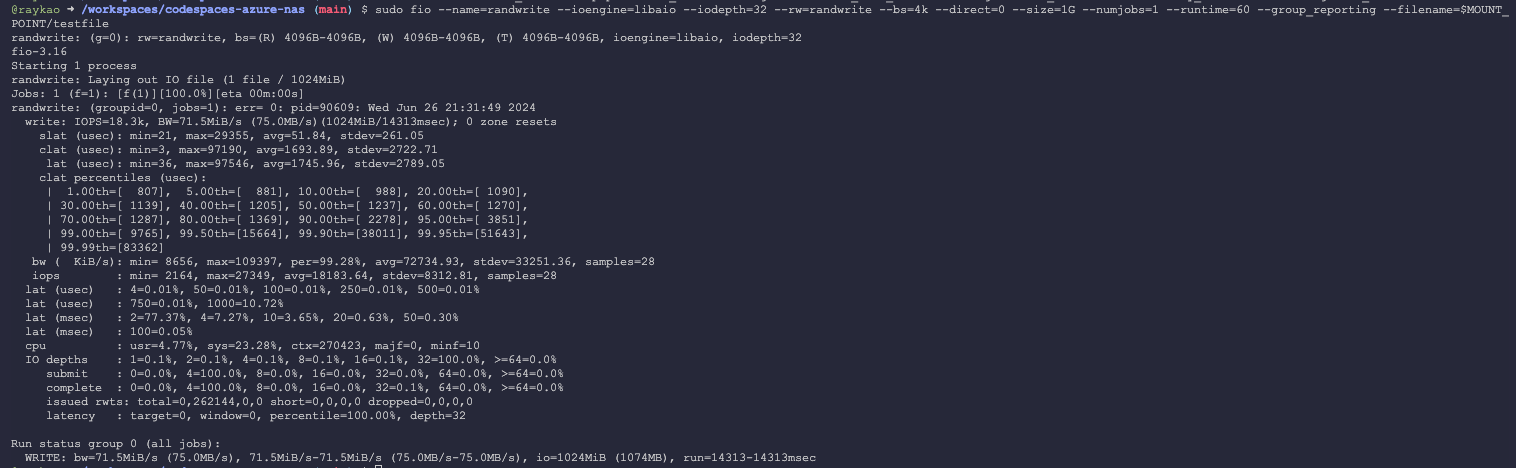 @raykao ➜ /workspaces/codespaces-azure-nas (main) $ sudo fio --name=randwrite --ioengine=libaio --iodepth=32 --rw=randwrite --bs=4k --direct=0 --size=1G --numjobs=1 --runtime=60 --group_reporting --filename=$MOUNT_
POINT/testfile
randwrite: (g=0): rw=randwrite, bs=(R) 4096B-4096B, (W) 4096B-4096B, (T) 4096B-4096B, ioengine=libaio, iodepth=32
fio-3.16
Starting 1 process
randwrite: Laying out IO file (1 file / 1024MiB)
Jobs: 1 (f=1): [f(1)][100.0%][eta 00m:00s]
randwrite: (groupid=0, jobs=1): err= 0: pid=90609: Wed Jun 26 21:31:49 2024
  write: IOPS=18.3k, BW=71.5MiB/s (75.0MB/s)(1024MiB/14313msec); 0 zone resets
    slat (usec): min=21, max=29355, avg=51.84, stdev=261.05
    clat (usec): min=3, max=97190, avg=1693.89, stdev=2722.71
     lat (usec): min=36, max=97546, avg=1745.96, stdev=2789.05
    clat percentiles (usec):
     |  1.00th=[  807],  5.00th=[  881], 10.00th=[  988], 20.00th=[ 1090],
     | 30.00th=[ 1139], 40.00th=[ 1205], 50.00th=[ 1237], 60.00th=[ 1270],
     | 70.00th=[ 1287], 80.00th=[ 1369], 90.00th=[ 2278], 95.00th=[ 3851],
     | 99.00th=[ 9765], 99.50th=[15664], 99.90th=[38011], 99.95th=[51643],
     | 99.99th=[83362]
   bw (  KiB/s): min= 8656, max=109397, per=99.28%, avg=72734.93, stdev=33251.36, samples=28
   iops        : min= 2164, max=27349, avg=18183.64, stdev=8312.81, samples=28
  lat (usec)   : 4=0.01%, 50=0.01%, 100=0.01%, 250=0.01%, 500=0.01%
  lat (usec)   : 750=0.01%, 1000=10.72%
  lat (msec)   : 2=77.37%, 4=7.27%, 10=3.65%, 20=0.63%, 50=0.30%
  lat (msec)   : 100=0.05%
  cpu          : usr=4.77%, sys=23.28%, ctx=270423, majf=0, minf=10
  IO depths    : 1=0.1%, 2=0.1%, 4=0.1%, 8=0.1%, 16=0.1%, 32=100.0%, >=64=0.0%
     submit    : 0=0.0%, 4=100.0%, 8=0.0%, 16=0.0%, 32=0.0%, 64=0.0%, >=64=0.0%
     complete  : 0=0.0%, 4=100.0%, 8=0.0%, 16=0.0%, 32=0.1%, 64=0.0%, >=64=0.0%
     issued rwts: total=0,262144,0,0 short=0,0,0,0 dropped=0,0,0,0
     latency   : target=0, window=0, percentile=100.00%, depth=32
Run status group 0 (all jobs):
  WRITE: bw=71.5MiB/s (75.0MB/s), 71.5MiB/s-71.5MiB/s (75.0MB/s-75.0MB/s), io=1024MiB (1074MB), run=14313-14313msec